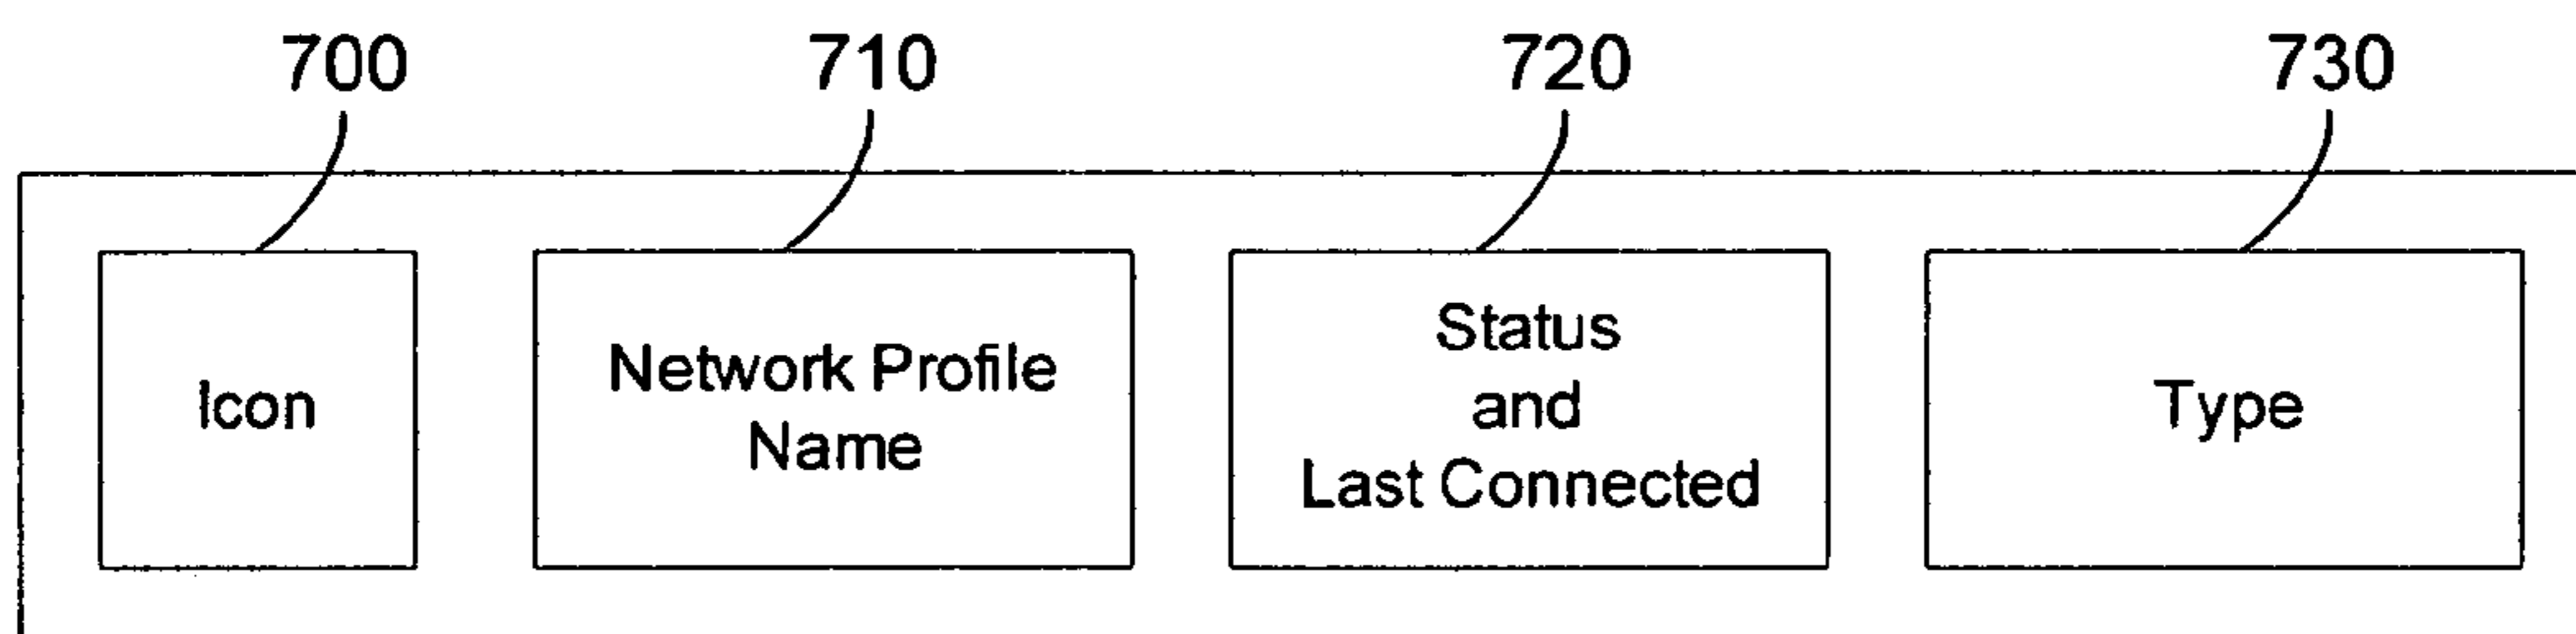 700 710 720 730
Icon
Network Profile
Name
Status
and
Last Connected
Type